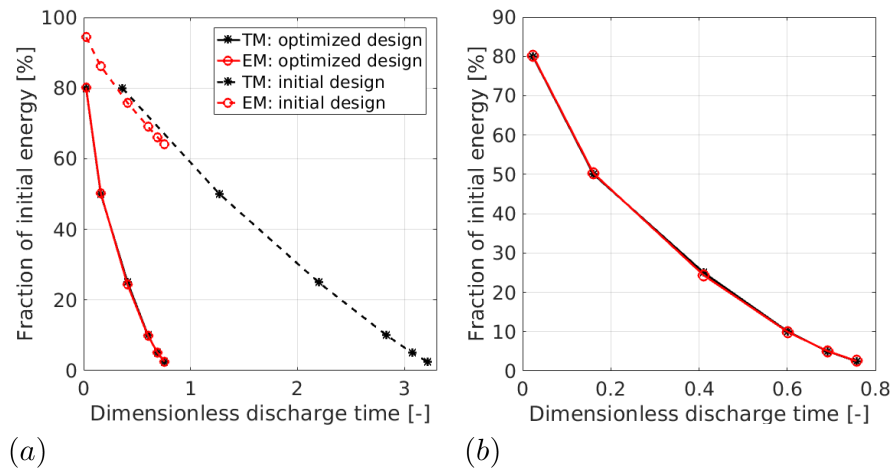 100
80
60
40
20
0
0
1
2
3
Fraction of initial energy [%]
Dimensionless discharge time [-]
TM: optimized design
EM: optimized design
TM: initial design
EM: initial design
(a)
90
80
70
60
50
40
30
20
10
0
0
0.2
0.4
0.6
0.8
Fraction of initial energy [%]
Dimensionless discharge time [-]
(b)